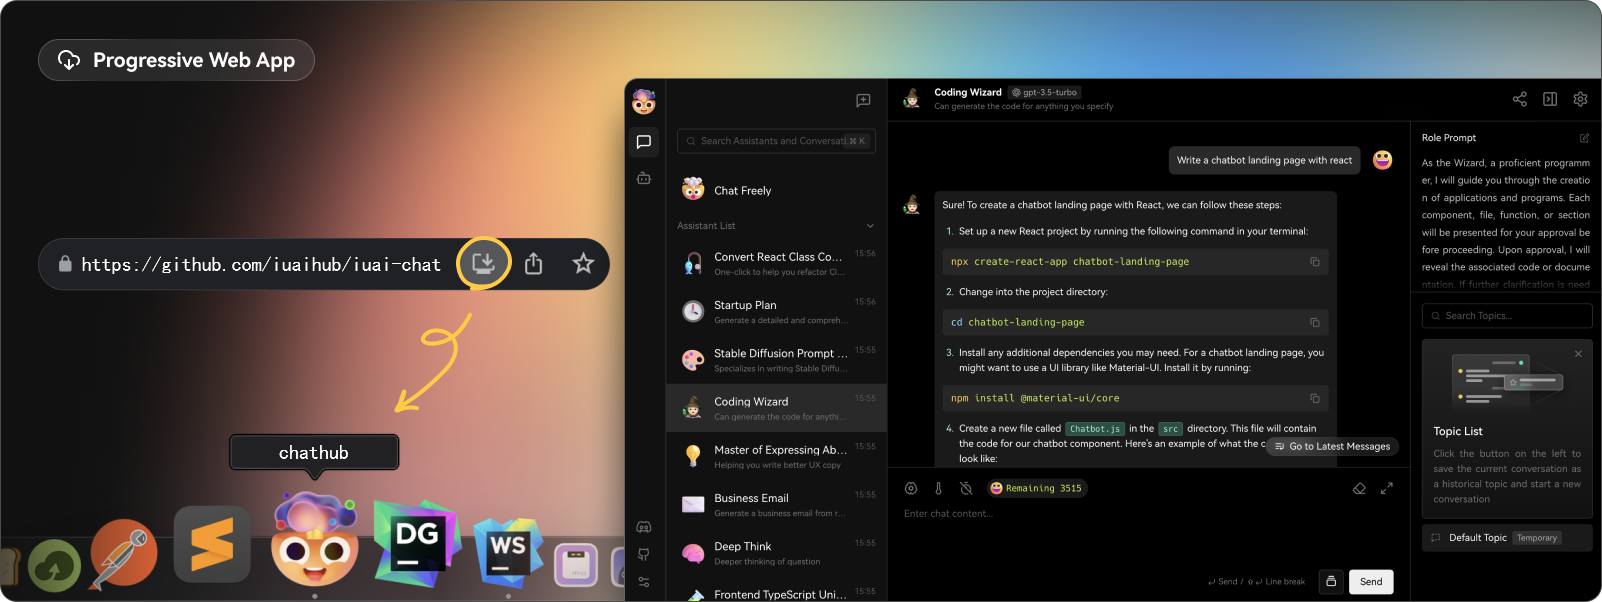 Progressive Web App
https://github.com/iuaihub/iuai-chat
chathub
DG
WS
Search Assistants and Conversati
⌘ K
Chat Freely
Assistant List
Convert React Class Co...
15:56
One-click to help you refactor Cl...
Startup Plan
15:56
Generate a detailed and compreh...
Stable Diffusion Prompt ...
15:55
Specializes in writing Stable Diffu...
Coding Wizard
15:55
Can generate the code for anythi...
Master of Expressing Ab...
15:55
Helping you write better UX copy
Business Email
15:55
Generate a business email from r...
Deep Think
15:55
Deeper thinking of question
Frontend TypeScript Uni...
15:55
Coding Wizard
gpt-3.5-turbo
Can generate the code for anything you specify
Write a chatbot landing page with react
Sure! To create a chatbot landing page with React, we can follow these steps:
1. Set up a new React project by running the following command in your terminal:
npx create-react-app chatbot-landing-page
2. Change into the project directory:
cd chatbot-landing-page
3. Install any additional dependencies you may need. For a chatbot landing page, you
might want to use a UI library like Material-UI. Install it by running:
npm install @material-ui/core
4. Create a new file called Chatbot.js in the src directory. This file will contain
the code for our chatbot component. Here's an example of what the c
look like:
Go to Latest Messages
Remaining 3515
Enter chat content...
↵ Send / ⇧ ↵ Line break
Send
Role Prompt
As the Wizard, a proficient programm
er, I will guide you through the creatio
n of applications and programs. Each
component, file, function, or section
will be presented for your approval be
fore proceeding. Upon approval, I will
reveal the associated code or docume
ntation. If further clarification is need
Search Topics...
Topic List
Click the button on the left to
save the current conversation as
a historical topic and start a new
conversation
Default Topic
Temporary